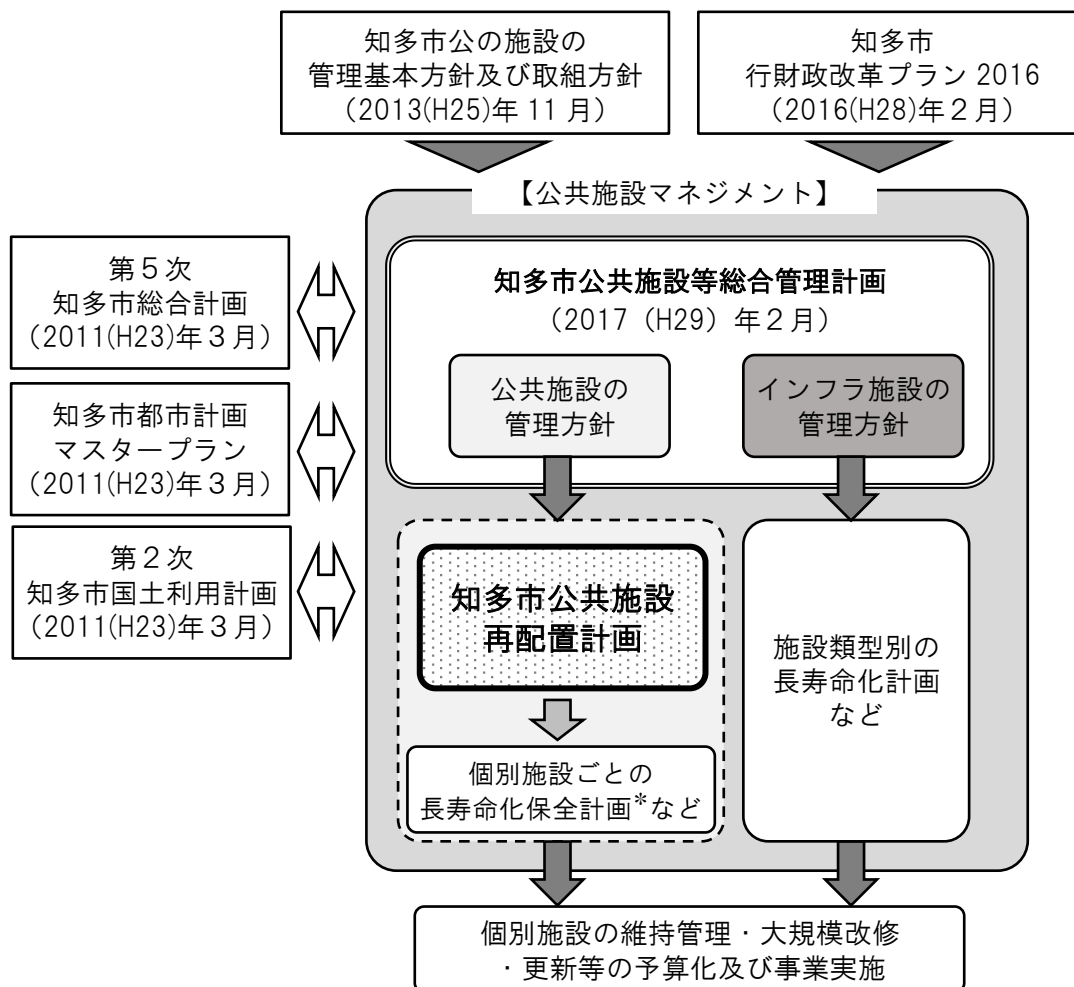 知多市公の施設の
管理基本方針及び取組方針
（2013(H25)年 11 月）
知多市
行財政改革プラン 2016
（2016(H28)年２月）
【公共施設マネジメント】
第５次
知多市総合計画
（2011(H23)年３月）
知多市都市計画
マスタープラン
（2011(H23)年３月）
第２次
知多市国土利用計画
（2011(H23)年３月）
知多市公共施設等総合管理計画
（2017（H29）年２月）
公共施設の
管理方針
インフラ施設の
管理方針
知多市公共施設
再配置計画
個別施設ごとの
長寿命化保全計画*など
施設類型別の
長寿命化計画
など
個別施設の維持管理・大規模改修
・更新等の予算化及び事業実施